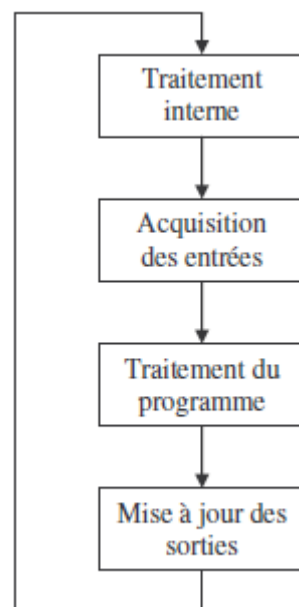 Traitement
interne
Acquisition
des entrées
Traitement du
programme
Mise à jour des
sorties